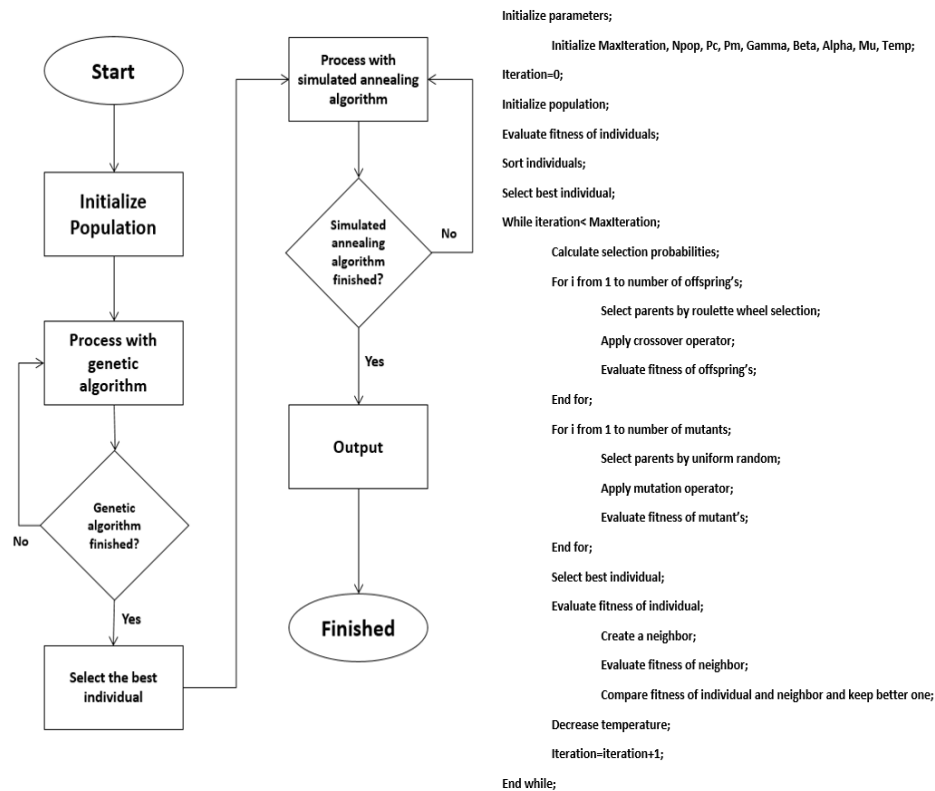 Start
Initialize
Population
Process with
genetic
algorithm
Genetic
algorithm
finished?
No
Yes
Select the best
individual
Process with
simulated annealing
algorithm
Simulated
annealing
algorithm
finished?
No
Yes
Output
Finished
Initialize parameters;
Initialize MaxIteration, Npop, Pc, Pm, Gamma, Beta, Alpha, Mu, Temp;
Iteration=0;
Initialize population;
Evaluate fitness of individuals;
Sort individuals;
Select best individual;
While iteration< MaxIteration;
Calculate selection probabilities;
For i from 1 to number of offspring's;
Select parents by roulette wheel selection;
Apply crossover operator;
Evaluate fitness of offspring's;
End for;
For i from 1 to number of mutants;
Select parents by uniform random;
Apply mutation operator;
Evaluate fitness of mutant's;
End for;
Select best individual;
Evaluate fitness of individual;
Create a neighbor;
Evaluate fitness of neighbor;
Compare fitness of individual and neighbor and keep better one;
Decrease temperature;
Iteration=iteration+1;
End while;